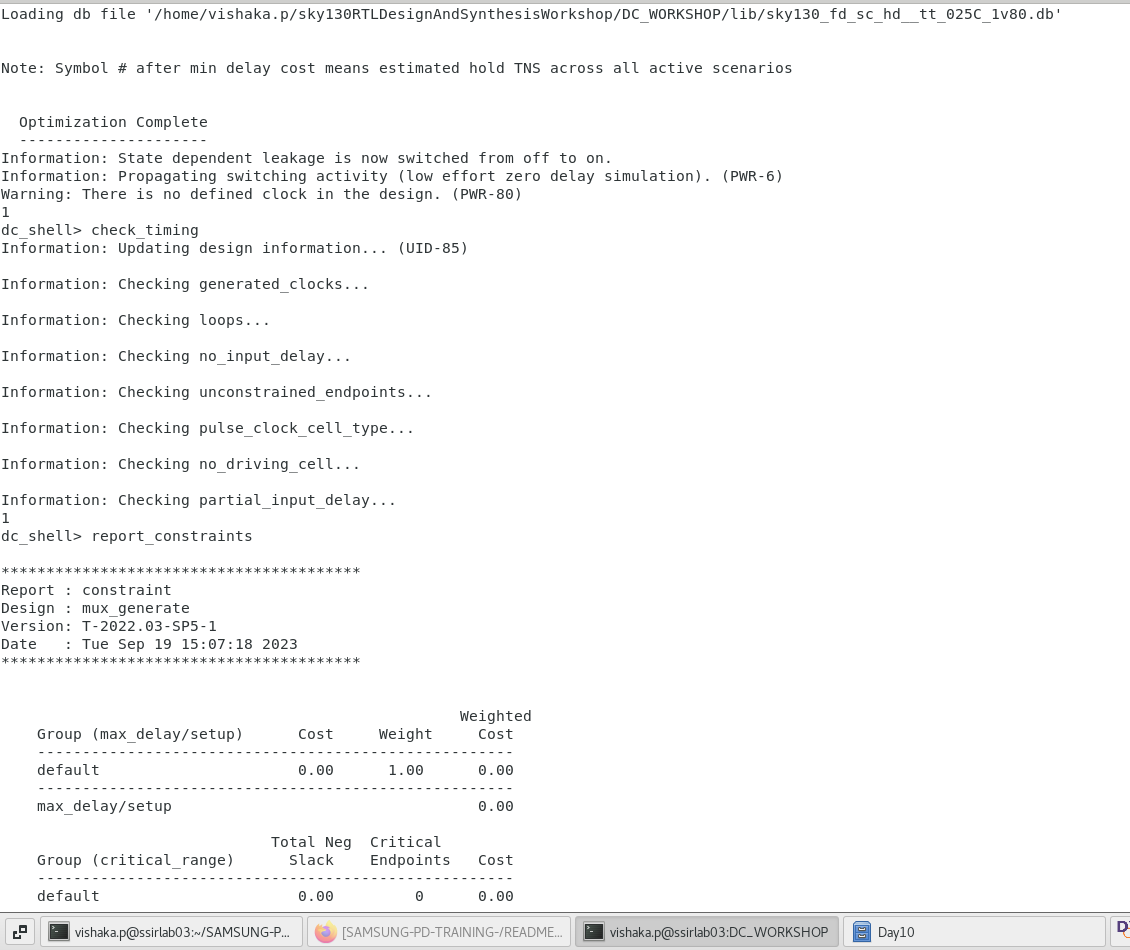 Loading db file '/home/vishaka.p/sky130RTLDesignAndSynthesisWorkshop/DC_WORKSHOP/lib/sky130_fd_sc_hd__tt_025C_1v80.db'
Note: Symbol # after min delay cost means estimated hold TNS across all active scenarios
Optimization Complete
---------------------
Information: State dependent leakage is now switched from off to on.
Information: Propagating switching activity (low effort zero delay simulation). (PWR-6)
Warning: There is no defined clock in the design. (PWR-80)
1
dc_shell> check_timing
Information: Updating design information... (UID-85)
Information: Checking generated_clocks...
Information: Checking loops...
Information: Checking no_input_delay...
Information: Checking unconstrained_endpoints...
Information: Checking pulse_clock_cell_type...
Information: Checking no_driving_cell...
Information: Checking partial_input_delay...
1
dc_shell> report_constraints
****************************************
Report : constraint
Design : mux_generate
Version: T-2022.03-SP5-1
Date   : Tue Sep 19 15:07:18 2023
****************************************
Weighted
Group (max_delay/setup)      Cost     Weight     Cost
-----------------------------------------------------
default                      0.00      1.00      0.00
-----------------------------------------------------
max_delay/setup                                  0.00
Total Neg  Critical
Group (critical_range)      Slack    Endpoints   Cost
-----------------------------------------------------
default                      0.00         0      0.00
vishaka.p@ssirlab03:~/SAMSUNG-P... [SAMSUNG-PD-TRAINING-/README... vishaka.p@ssirlab03:DC_WORKSHOP Day10